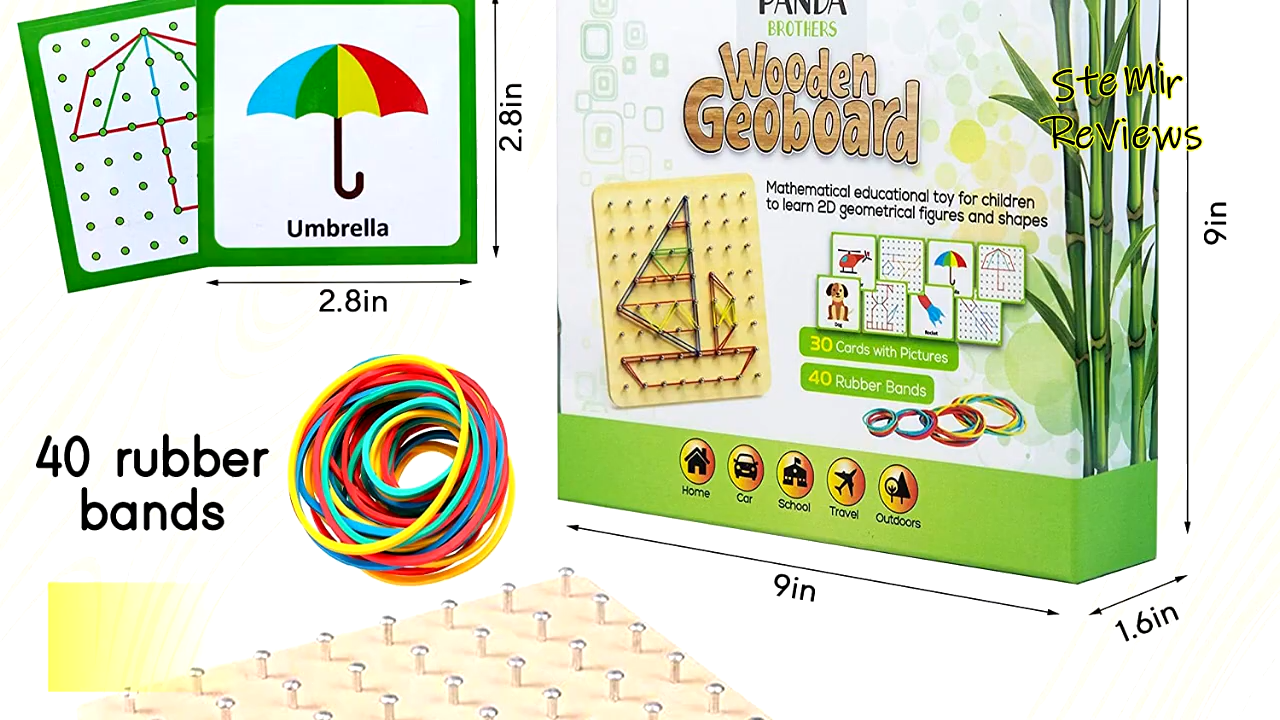 PANDA
BROTHERS
Wooden
Geoboard
SteMir
ReViews
Mathematical educational toy for children
to learn 2D geometrical figures and shapes
Umbrella
2.8in
2.8in
9in
Dog
Rocket
30 Cards with Pictures
40 Rubber Bands
40 rubber
bands
Home
Car
School
Travel
Outdoors
9in
1.6in